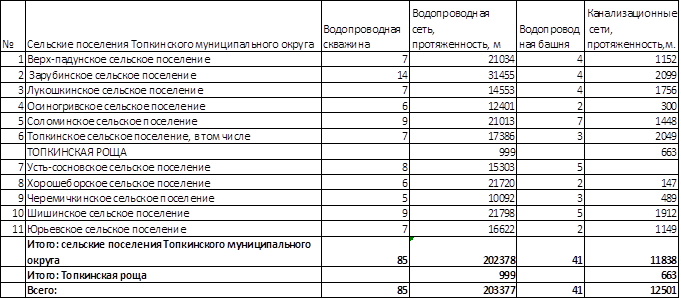 № Сельские поселения Топкинского муниципального округа Водопроводная скважина Водопроводная сеть, протяженность, м Водопровод ная башня Канализационные сети, протяженность,м.
1 Верх-падунское сельское поселение 7 21034 4 1152
2 Зарубинское сельское поселение 14 31455 4 2099
3 Лукошкинское сельское поселение 7 14553 4 1756
4 Осиногривское сельское поселение 6 12401 2 300
5 Соломинское сельское поселение 9 21013 7 1448
6 Топкинское сельское поселение, в том числе 7 17386 3 2049
ТОПКИНСКАЯ РОЩА 999 663
7 Усть-сосновское сельское поселение 8 15303 5
8 Хорошеборское сельское поселение 6 21720 2 147
9 Черемичкинское сельское поселение 5 10092 3 489
10 Шишинское сельское поселение 9 21798 5 1912
11 Юрьевское сельское поселение 7 16622 2 1149
Итого: сельские поселения Топкинского муниципального
округа 85 202378 41 11838
Итого: Топкинская роща 999 663
Всего: 85 203377 41 12501